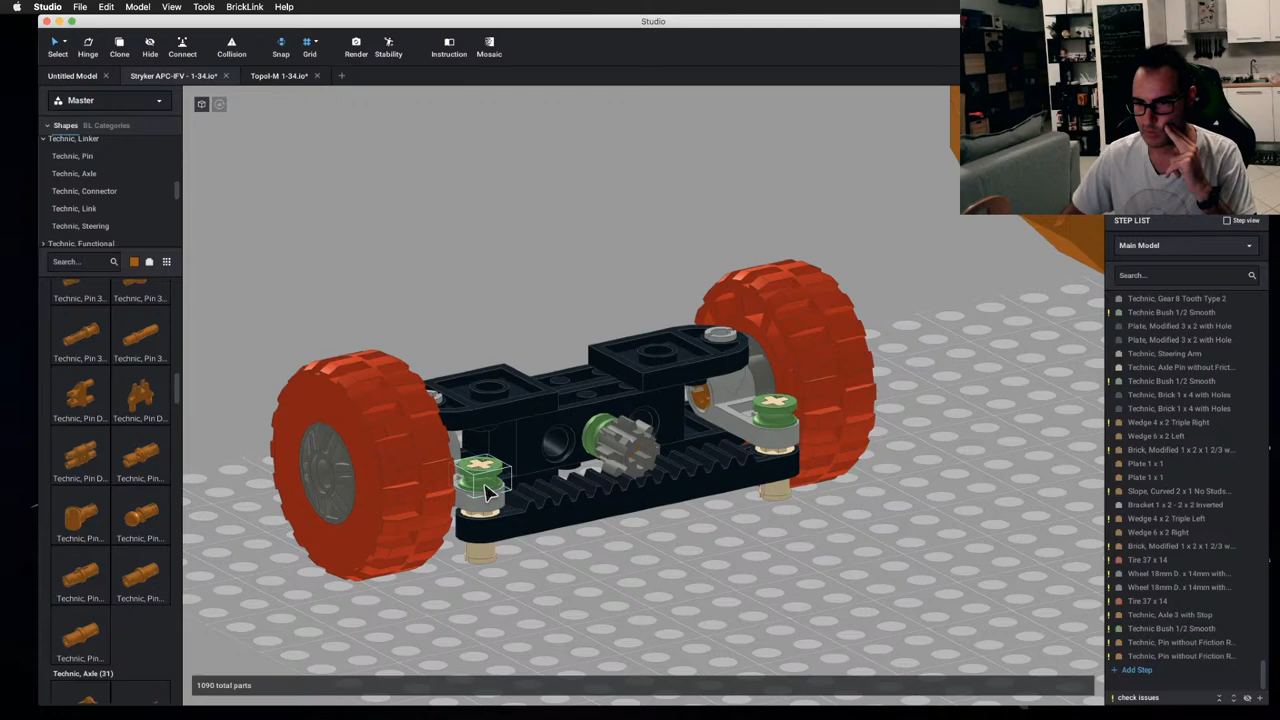 Studio File Edit Model View Tools BrickLink Help
Studio
Select Hinge Clone Hide Connect Collision Snap Grid Render Stability Instruction Mosaic
Untitled Model Stryker APC-IFV - 1-34.io* Topol-M 1-34.io*
Master
Shapes BL Categories
Technic, Linker
Technic, Pin
Technic, Axle
Technic, Connector
Technic, Link
Technic, Steering
Technic, Functional
Search...
Technic, Pin 3... Technic, Pin 3...
Technic, Pin 3... Technic, Pin 3...
Technic, Pin D... Technic, Pin D...
Technic, Pin D... Technic, Pin...
Technic, Pin... Technic, Pin...
Technic, Pin... Technic, Pin...
Technic, Pin...
Technic, Axle (31)
1090 total parts
STEP LIST Step view
Main Model
Search...
Technic, Gear 8 Tooth Type 2
Technic Bush 1/2 Smooth
Plate, Modified 3 x 2 with Hole
Plate, Modified 3 x 2 with Hole
Technic, Steering Arm
Technic, Axle Pin without Frict...
Technic Bush 1/2 Smooth
Technic, Brick 1 x 4 with Holes
Technic, Brick 1 x 4 with Holes
Wedge 4 x 2 Triple Right
Wedge 6 x 2 Left
Brick, Modified 1 x 2 x 1 2/3 w...
Plate 1 x 1
Plate 1 x 1
Slope, Curved 2 x 1 No Studs...
Bracket 1 x 2 - 2 x 2 Inverted
Wedge 4 x 2 Triple Left
Wedge 6 x 2 Right
Brick, Modified 1 x 2 x 1 2/3 w...
Tire 37 x 14
Wheel 18mm D. x 14mm with...
Wheel 18mm D. x 14mm with...
Tire 37 x 14
Technic, Axle 3 with Stop
Technic Bush 1/2 Smooth
Technic, Pin without Friction R...
Technic, Pin without Friction R...
+ Add Step
! check issues